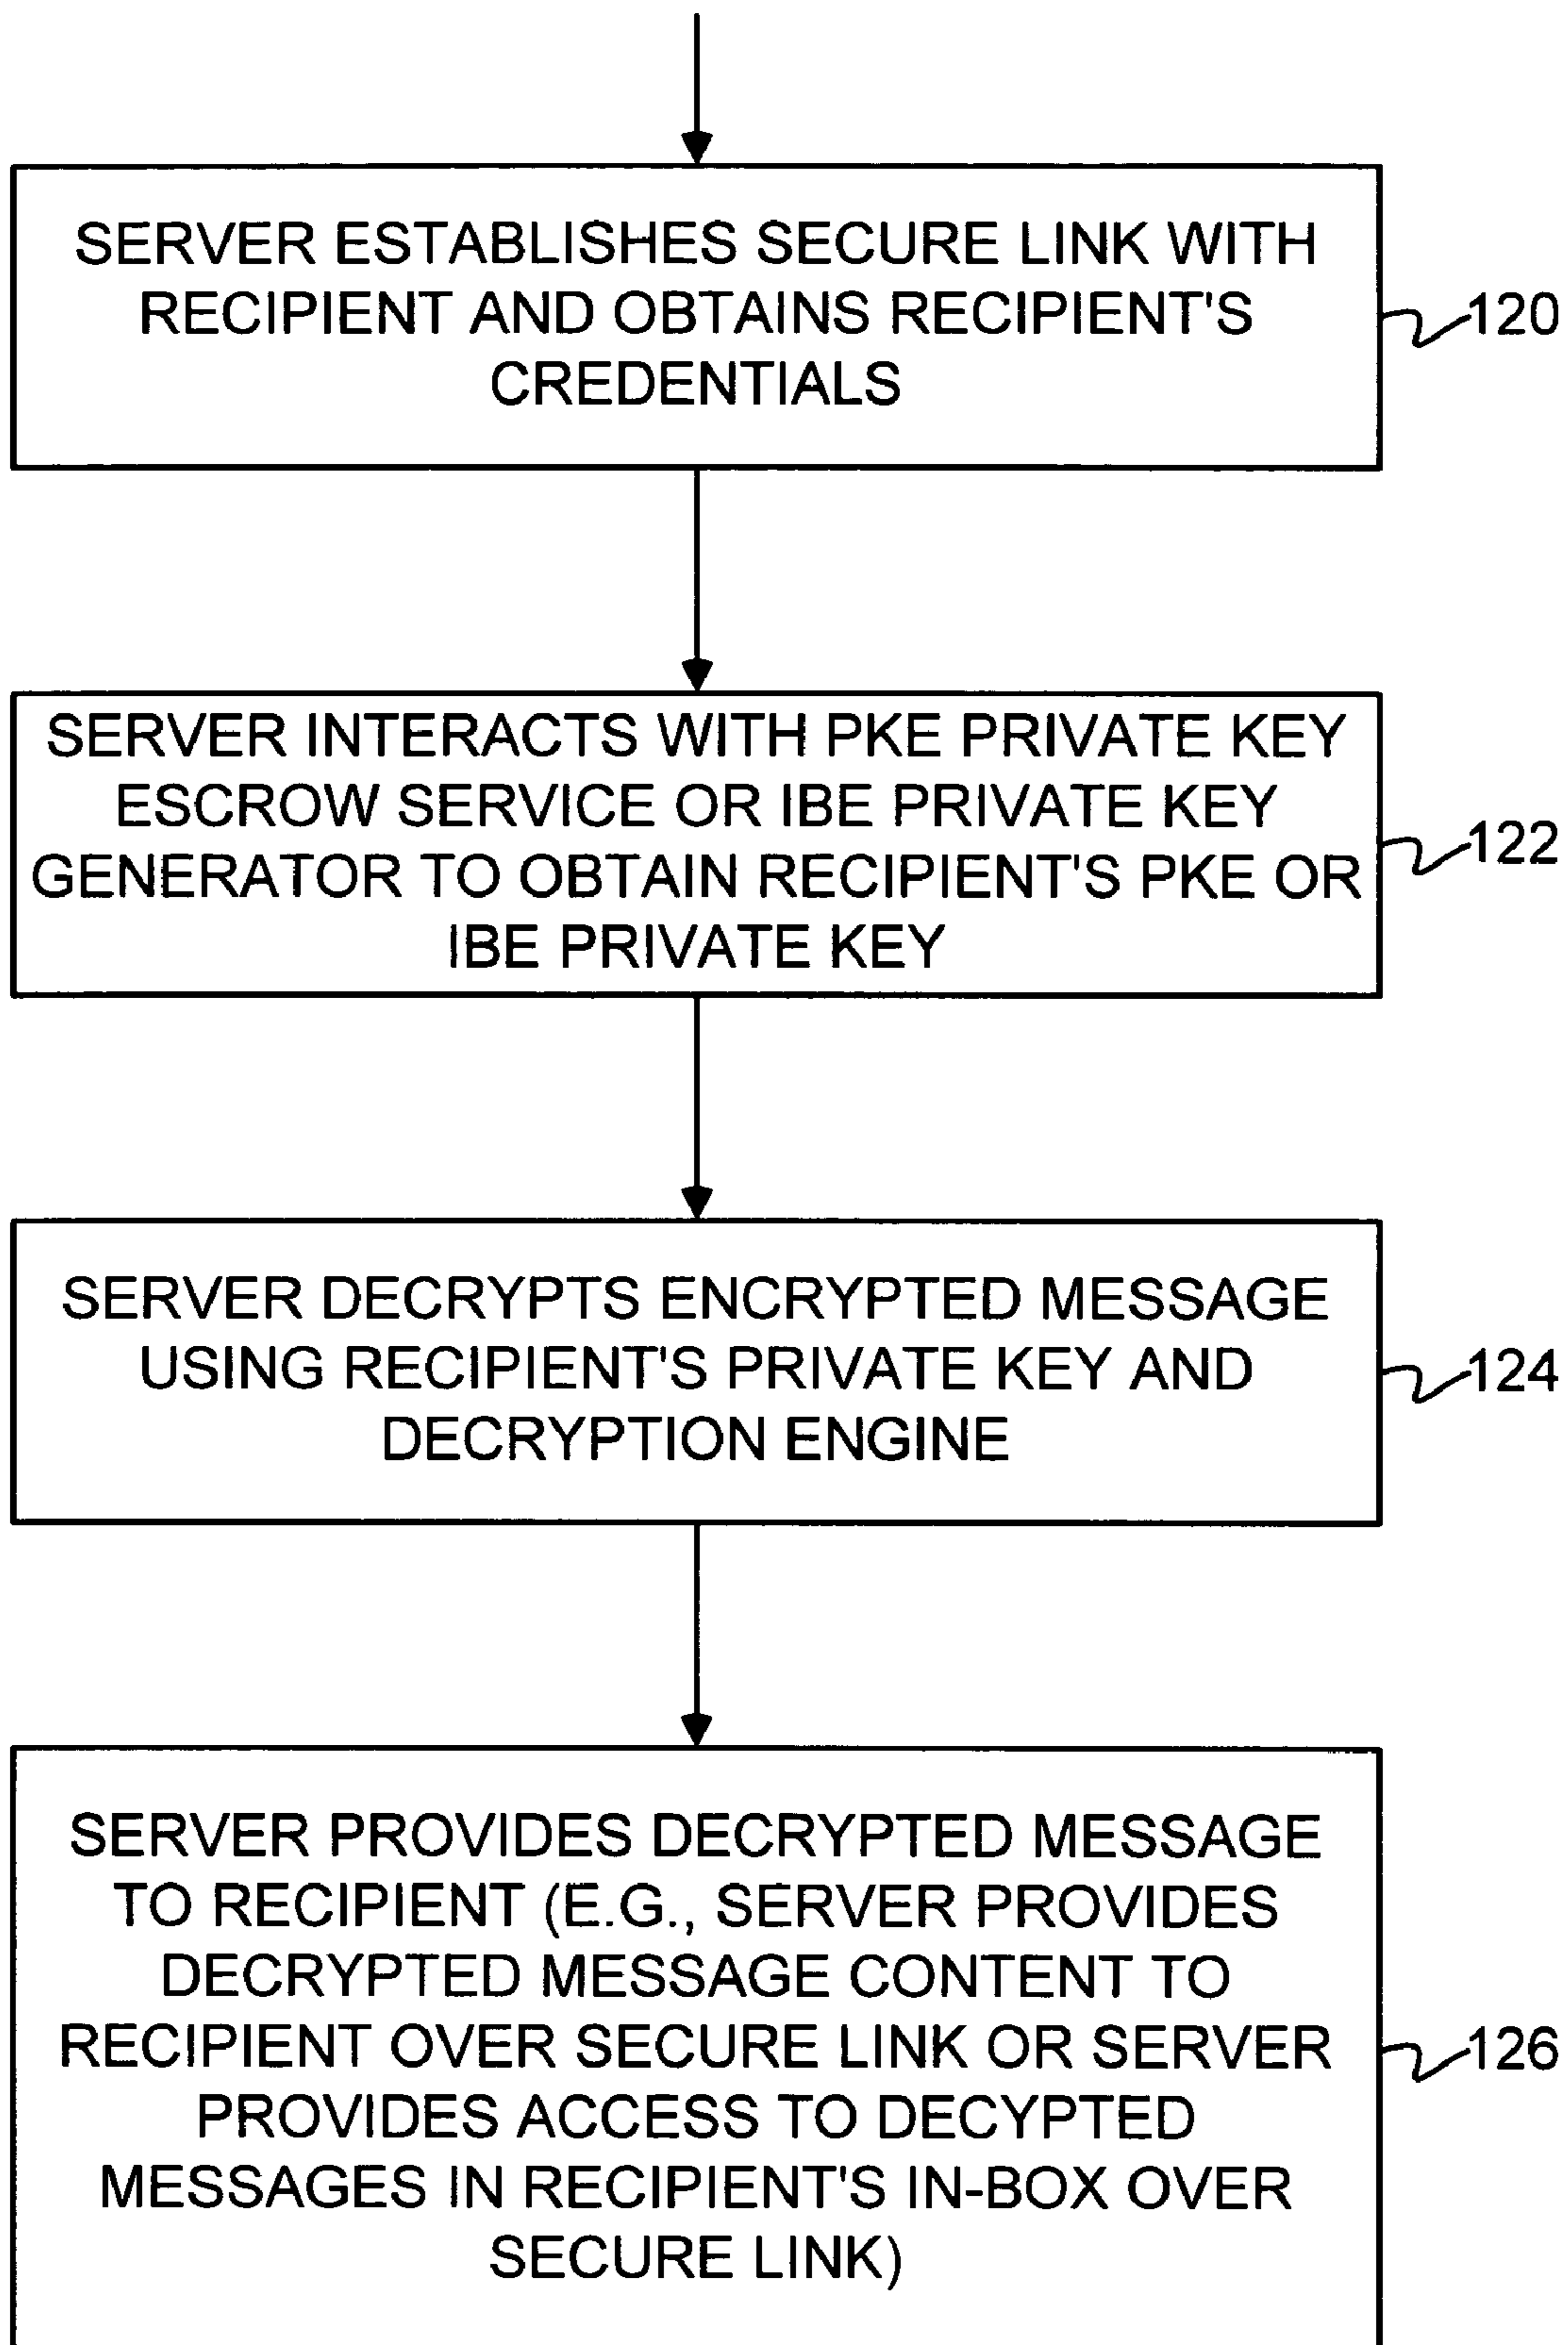 SERVER ESTABLISHES SECURE LINK WITH
RECIPIENT AND OBTAINS RECIPIENT'S
CREDENTIALS
120
SERVER INTERACTS WITH PKE PRIVATE KEY
ESCROW SERVICE OR IBE PRIVATE KEY
GENERATOR TO OBTAIN RECIPIENT'S PKE OR
IBE PRIVATE KEY
122
SERVER DECRYPTS ENCRYPTED MESSAGE
USING RECIPIENT'S PRIVATE KEY AND
DECRYPTION ENGINE
124
SERVER PROVIDES DECRYPTED MESSAGE
TO RECIPIENT (E.G., SERVER PROVIDES
DECRYPTED MESSAGE CONTENT TO
RECIPIENT OVER SECURE LINK OR SERVER
PROVIDES ACCESS TO DECYPTED
MESSAGES IN RECIPIENT'S IN-BOX OVER
SECURE LINK)
126